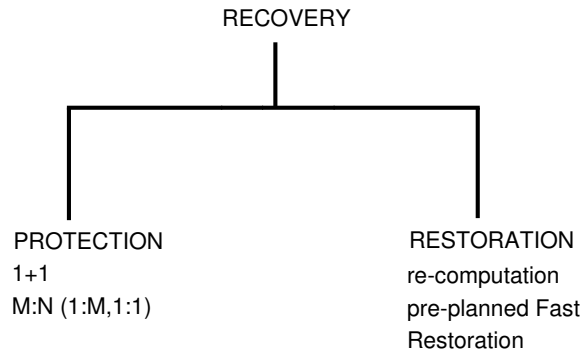 RECOVERY
PROTECTION
1+1
M:N (1:M,1:1)
RESTORATION
re-computation
pre-planned Fast
Restoration